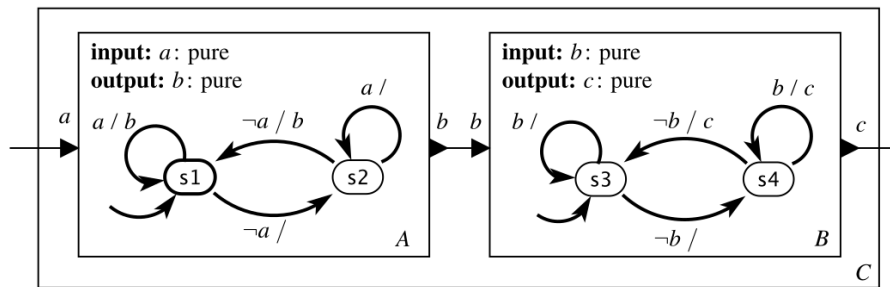 input: a: pure
output: b: pure
a
a / b
¬a / b
a /
s1
s2
¬a /
A
b
b
input: b: pure
output: c: pure
b /
¬b / c
b / c
s3
s4
¬b /
B
c
C